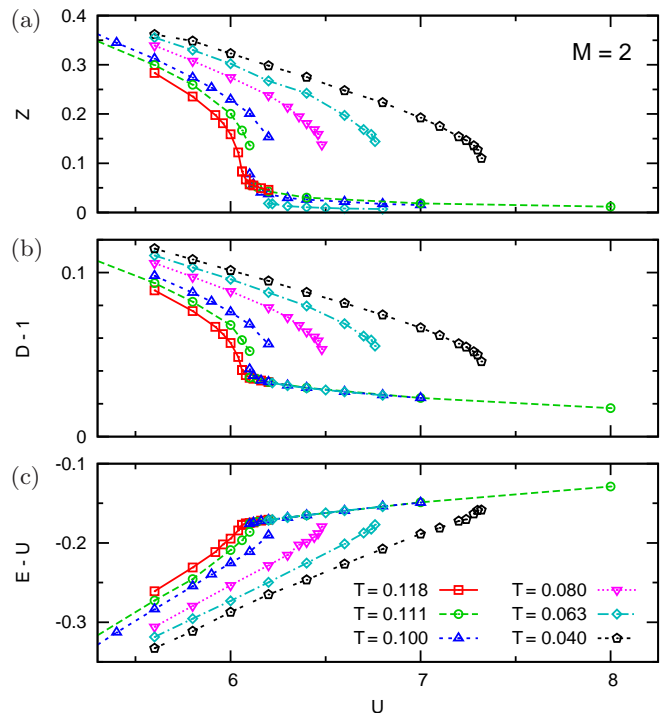 (a)
0.4
0.3
0.2
0.1
0
Z
M = 2
(b)
0.1
0
D - 1
(c)
-0.1
-0.2
-0.3
E - U
T = 0.118
T = 0.111
T = 0.100
T = 0.080
T = 0.063
T = 0.040
6
7
8
U